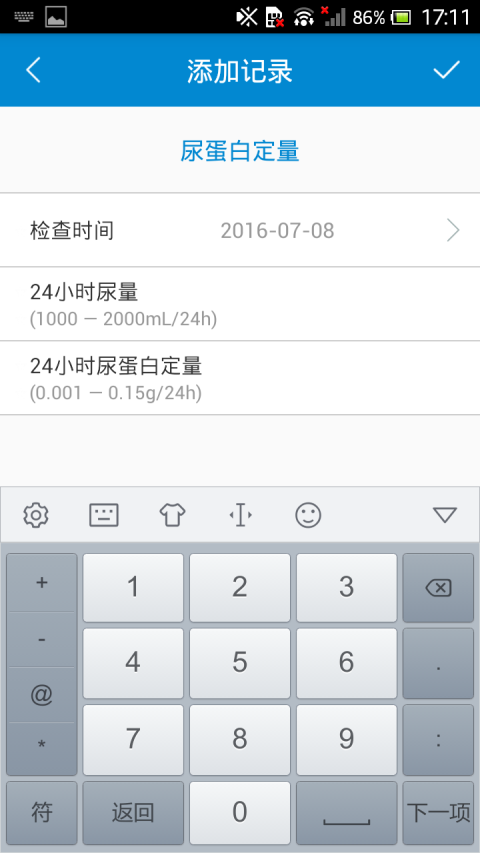 86% 17:11
添加记录
尿蛋白定量
检查时间 2016-07-08
24小时尿量
(1000 — 2000mL/24h)
24小时尿蛋白定量
(0.001 — 0.15g/24h)
+ 1 2 3
- 4 5 6 .
@ 7 8 9 :
*
符 返回 0 下一项